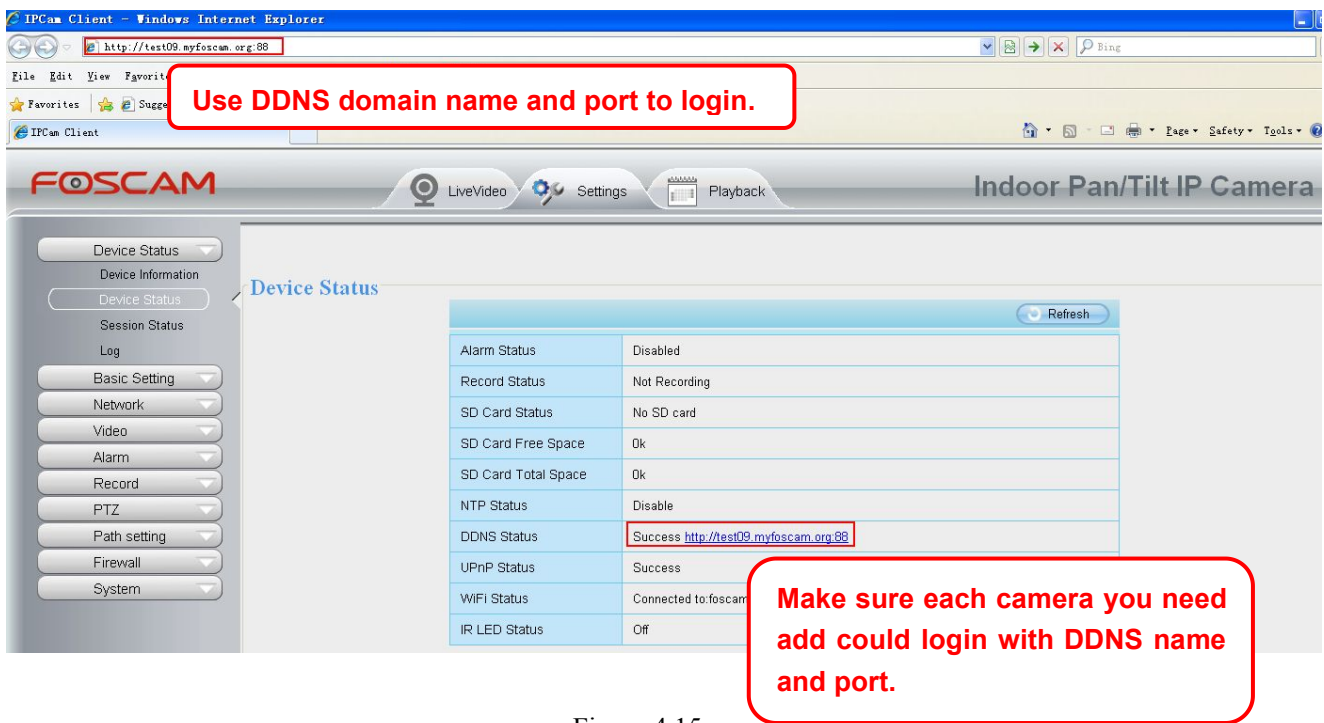 IPCam Client - Windows Internet Explorer
http://test09.myfoscam.org:88
Bing
File Edit View Favorit
Favorites Sugge
Use DDNS domain name and port to login.
IPCam Client
Page Safety Tools
FOSCAM
LiveVideo
Settings
Playback
Indoor Pan/Tilt IP Camera
Device Status
Device Information
Device Status
Session Status
Log
Basic Setting
Network
Video
Alarm
Record
PTZ
Path setting
Firewall
System
Device Status
Refresh
Alarm Status Disabled
Record Status Not Recording
SD Card Status No SD card
SD Card Free Space 0k
SD Card Total Space 0k
NTP Status Disable
DDNS Status Success http://test09.myfoscam.org:88
UPnP Status Success
WiFi Status Connected to:foscam
IR LED Status Off
Make sure each camera you need
add could login with DDNS name
and port.